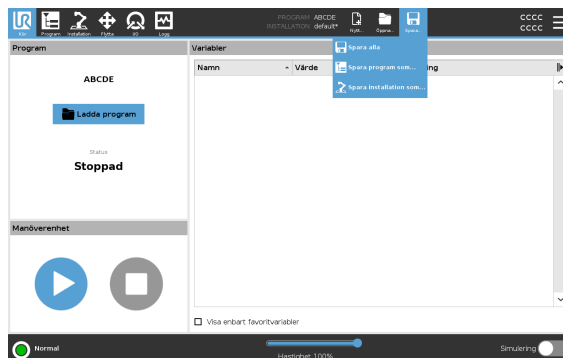 UR
PROGRAM ABCDE
INSTALLATION default*
CCCC
CCCC
Kör Program Installation Flytta I/O Logg Nytt... Öppna... Spara...
Program
Variabler
Spara alla
Namn Värde ng
Spara program som...
ABCDE
Spara installation som...
Ladda program
Status
Stoppad
Manöverenhet
Visa enbart favoritvariabler
Normal
Hastighet 100%
Simulering